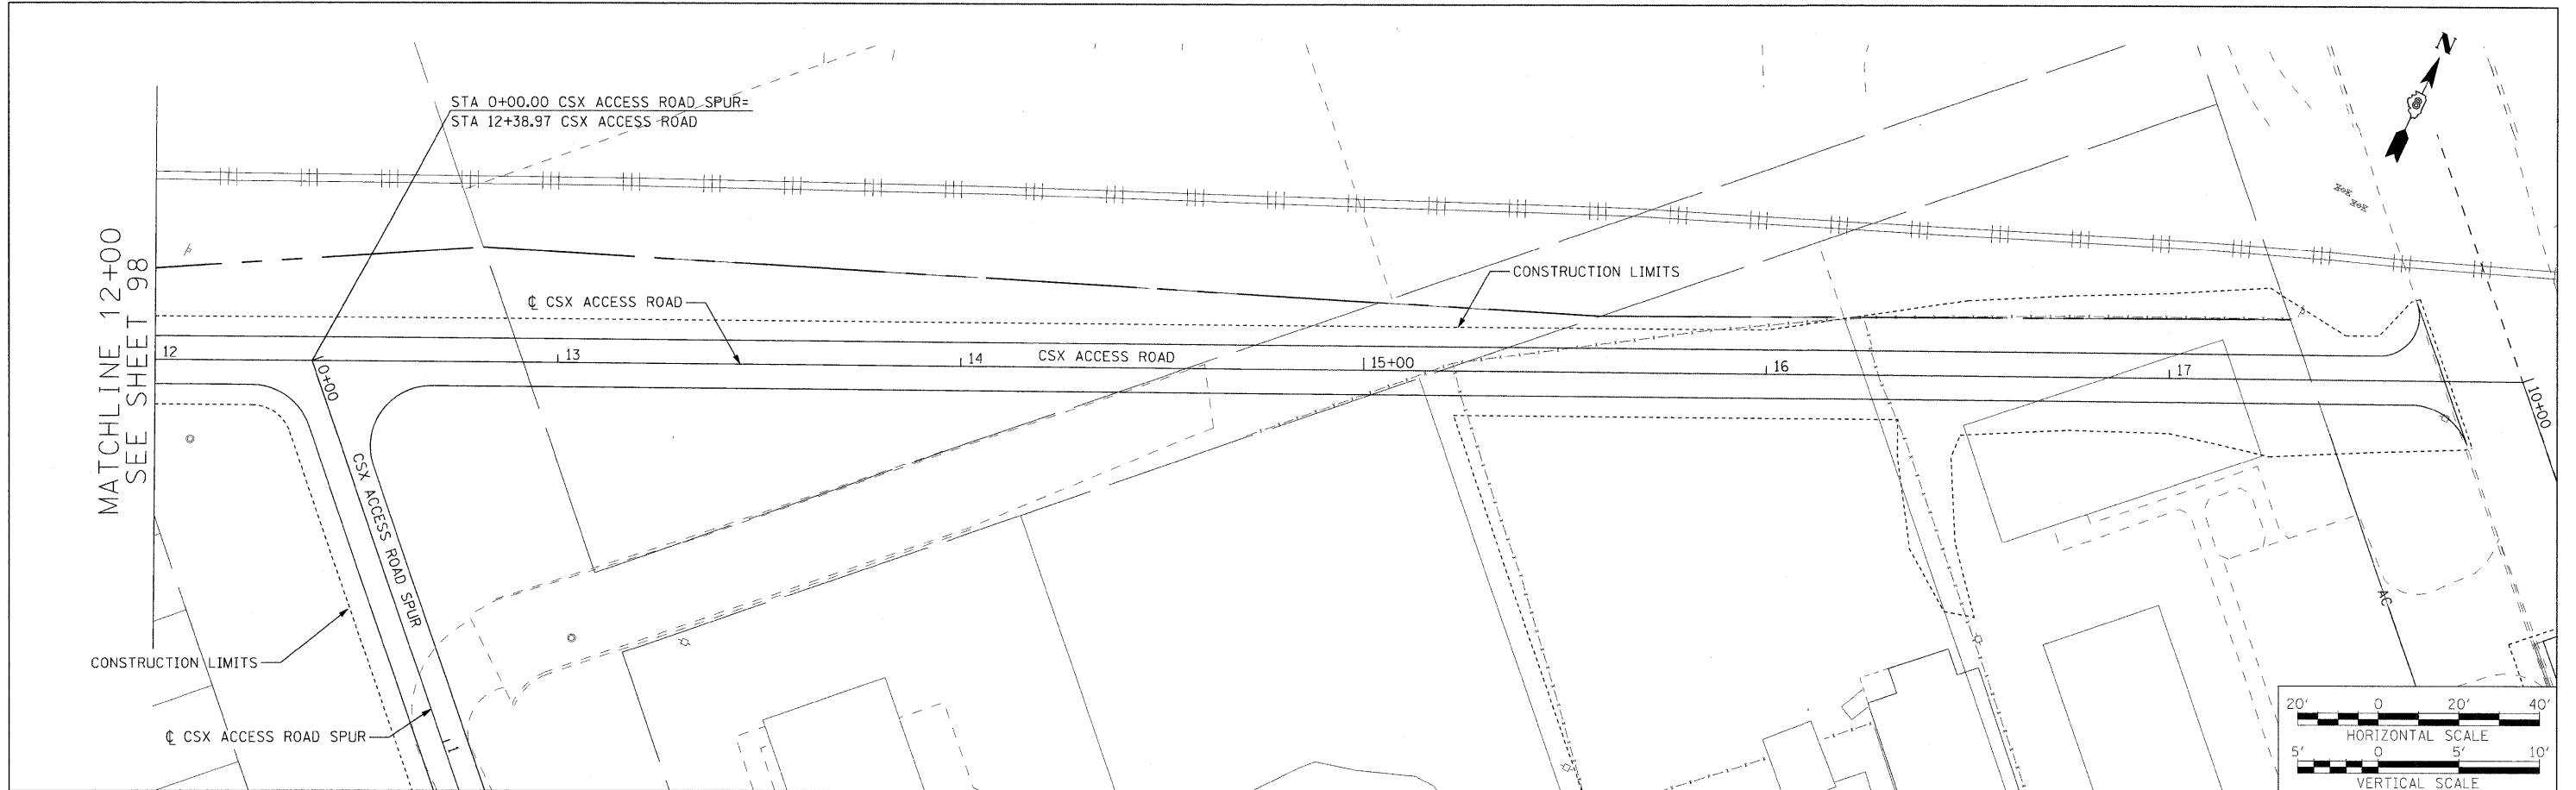 N
8
STA 0+00.00 CSX ACCESS ROAD SPUR=
STA 12+38.97 CSX ACCESS ROAD
MATCHLINE 12+00
SEE SHEET 98
CONSTRUCTION LIMITS
℄ CSX ACCESS ROAD
12
13
14
CSX ACCESS ROAD
15+00
16
17
0+00
10+00
CSX ACCESS ROAD SPUR
AC
CONSTRUCTION LIMITS
℄ CSX ACCESS ROAD SPUR
1
20' 0 20' 40'
HORIZONTAL SCALE
5' 0 5' 10'
VERTICAL SCALE